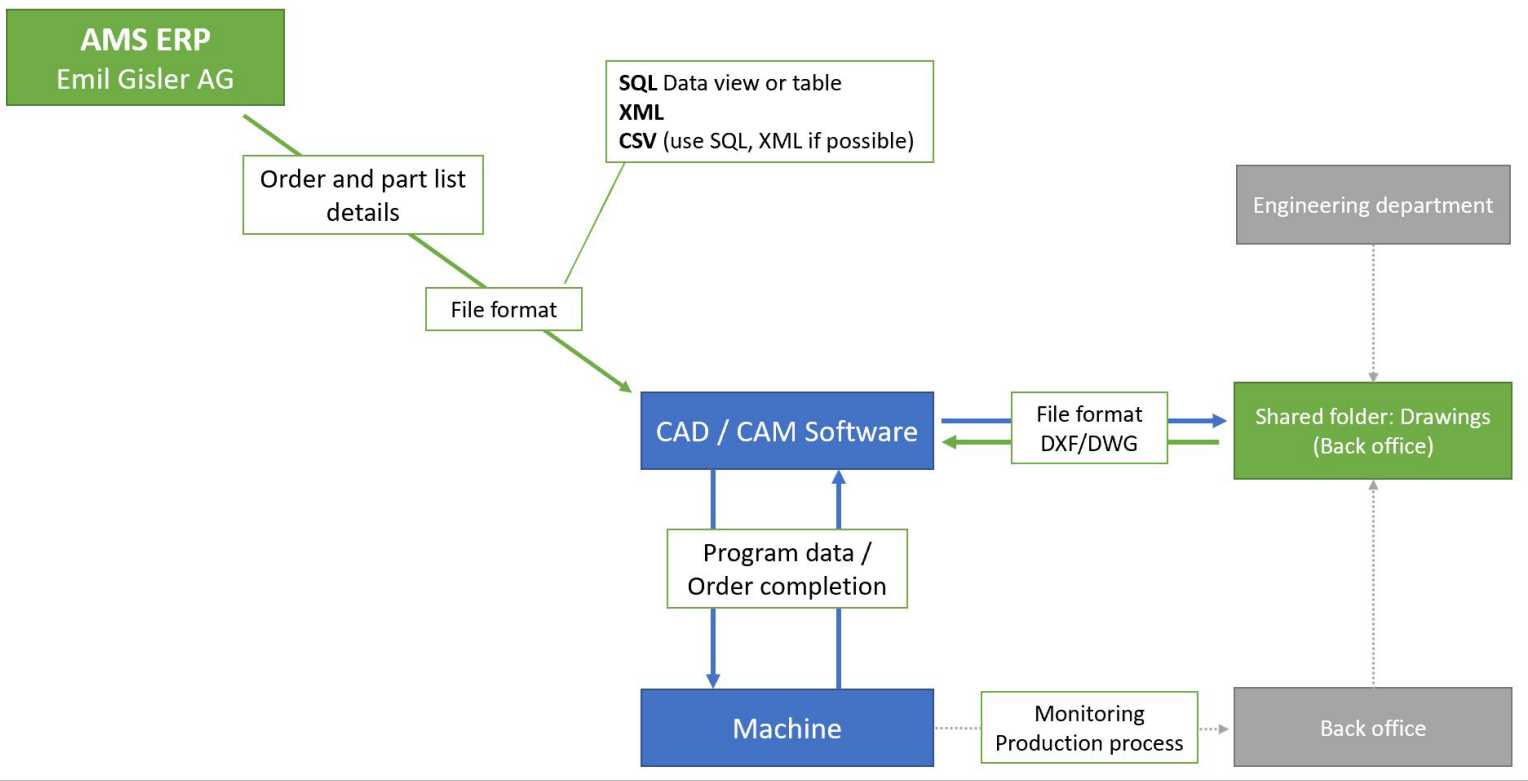 AMS ERP
Emil Gisler AG
SQL Data view or table
XML
CSV (use SQL, XML if possible)
Order and part list
details
Engineering department
File format
CAD / CAM Software
File format
DXF/DWG
Shared folder: Drawings
(Back office)
Program data /
Order completion
Machine
Monitoring
Production process
Back office